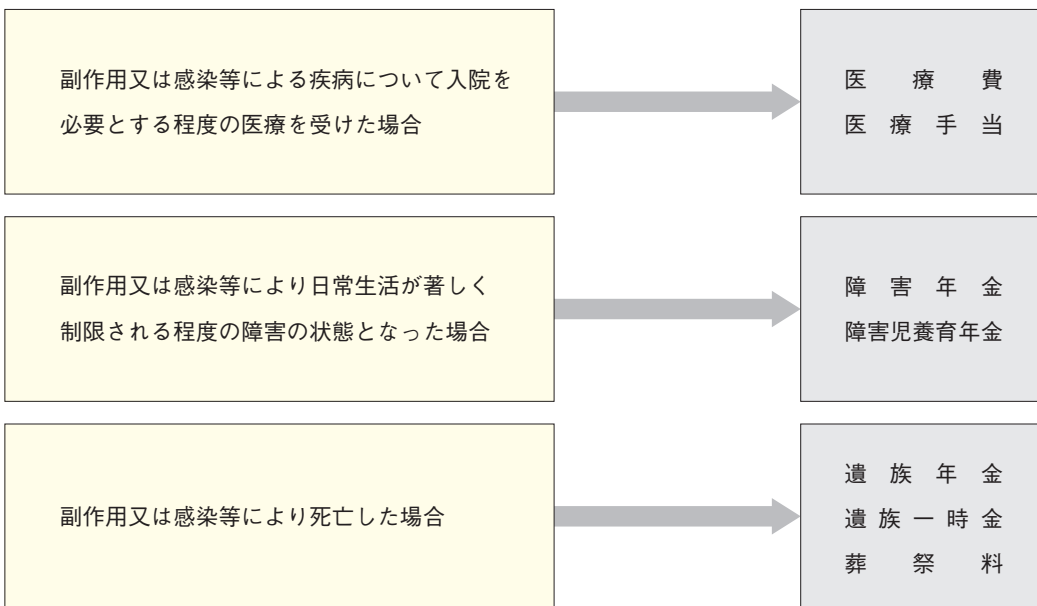 副作用又は感染等による疾病について入院を
必要とする程度の医療を受けた場合
医療費
医療手当
副作用又は感染等により日常生活が著しく
制限される程度の障害の状態となった場合
障害年金
障害児養育年金
副作用又は感染等により死亡した場合
遺族年金
遺族一時金
葬祭料